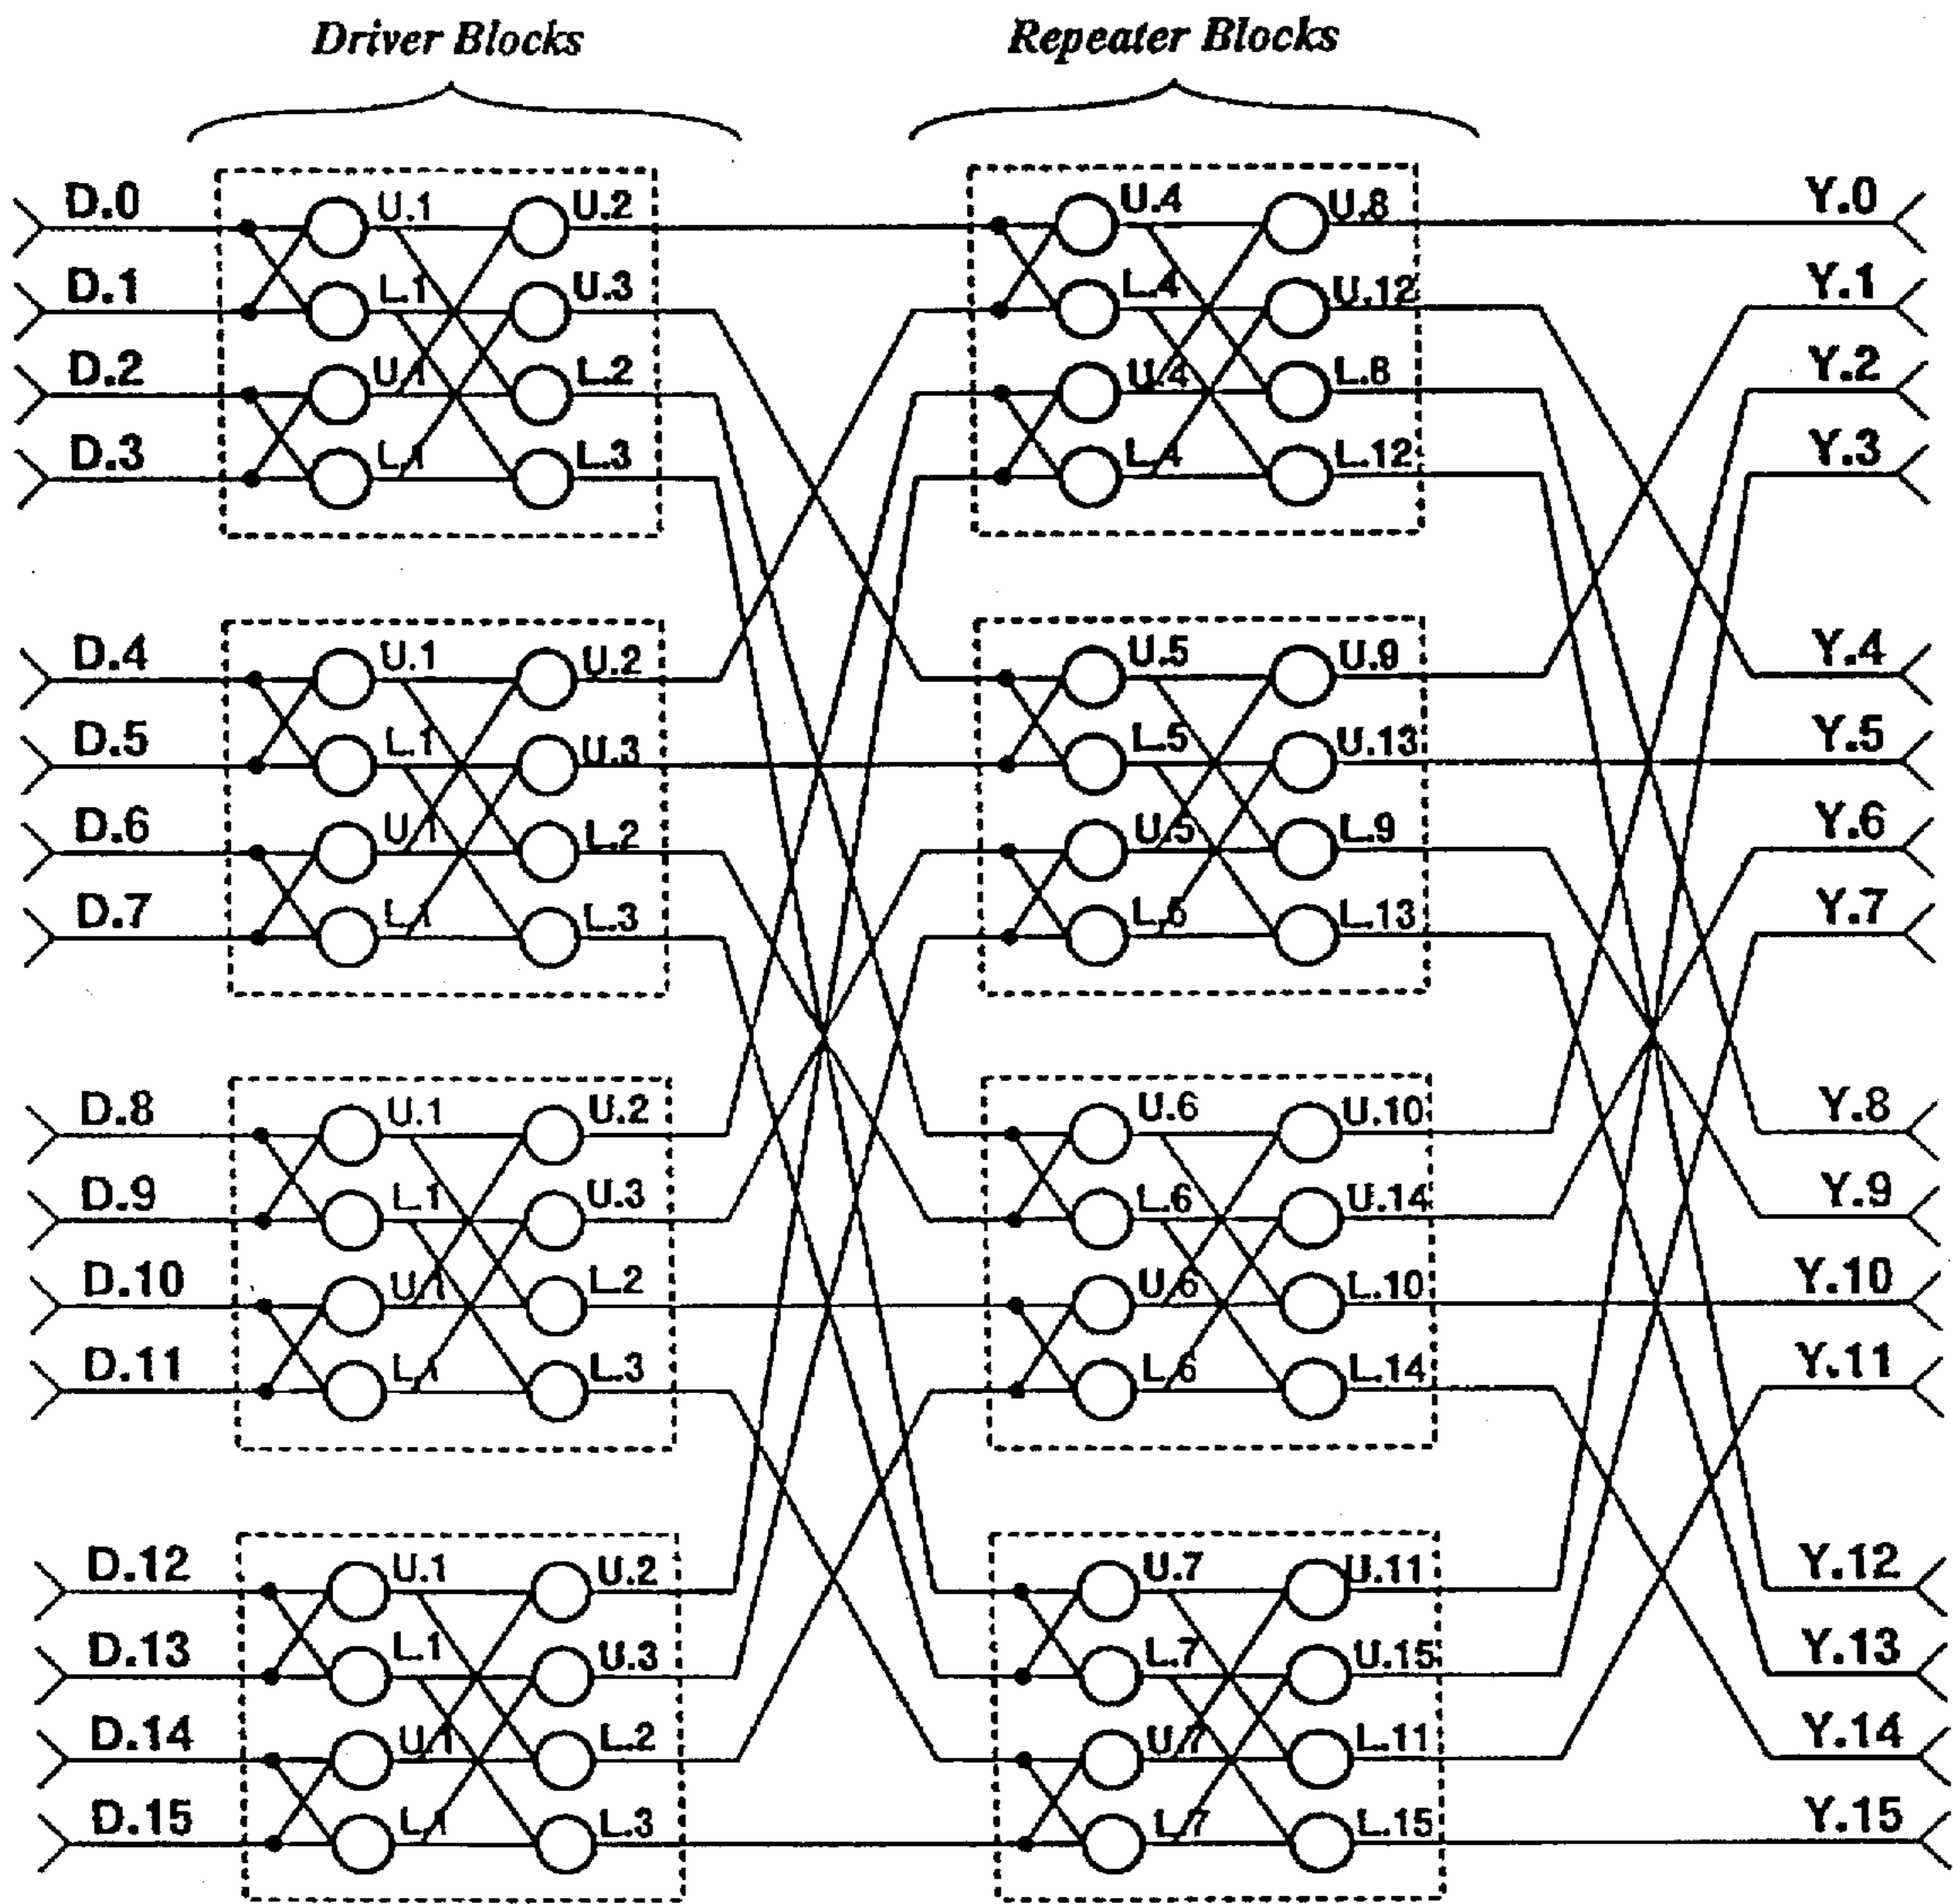 Driver Blocks Repeater Blocks
D.0 U.1 U.2 U.4 U.8 Y.0
D.1 L.1 U.3 L.4 U.12 Y.1
D.2 U.1 L.2 U.4 L.8 Y.2
D.3 L.1 L.3 L.4 L.12 Y.3
D.4 U.1 U.2 U.5 U.9 Y.4
D.5 L.1 U.3 L.5 U.13 Y.5
D.6 U.1 L.2 U.5 L.9 Y.6
D.7 L.1 L.3 L.5 L.13 Y.7
D.8 U.1 U.2 U.6 U.10 Y.8
D.9 L.1 U.3 L.6 U.14 Y.9
D.10 U.1 L.2 U.6 L.10 Y.10
D.11 L.1 L.3 L.6 L.14 Y.11
D.12 U.1 U.2 U.7 U.11 Y.12
D.13 L.1 U.3 L.7 U.15 Y.13
D.14 U.1 L.2 U.7 L.11 Y.14
D.15 L.1 L.3 L.7 L.15 Y.15